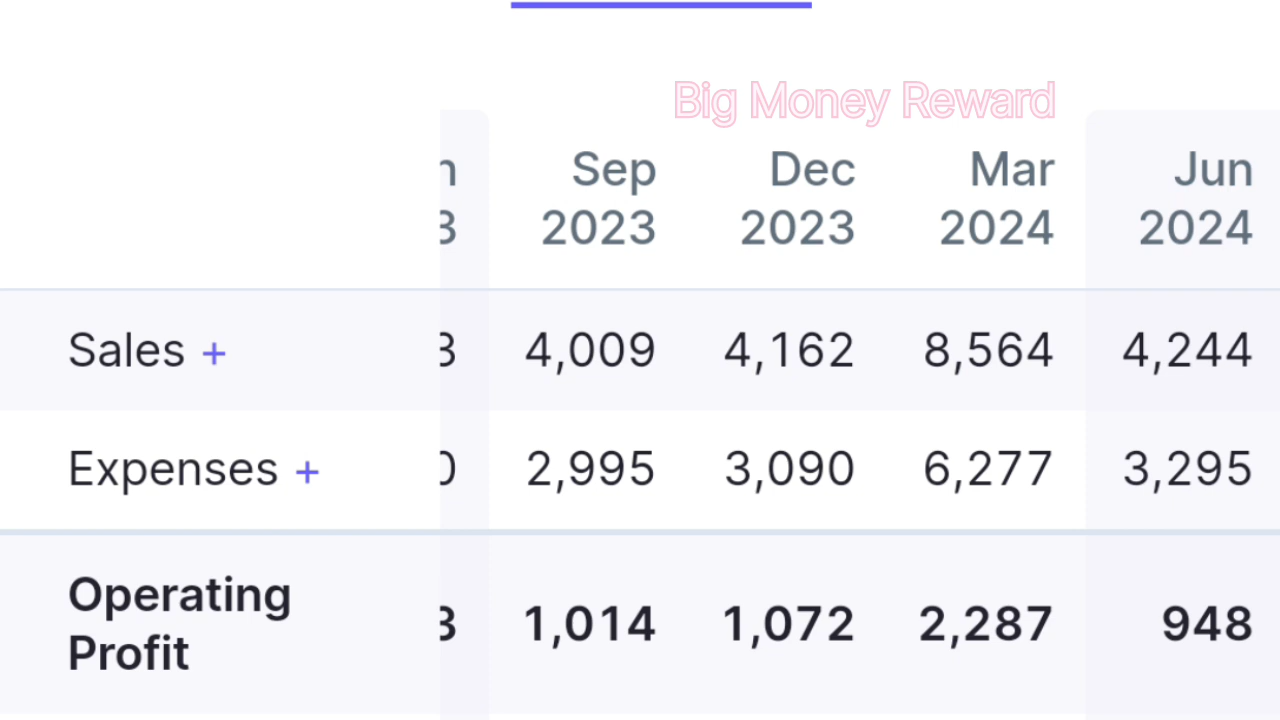 Big Money Reward
Sep Dec Mar Jun
2023 2023 2024 2024
Sales + 4,009 4,162 8,564 4,244
Expenses + 2,995 3,090 6,277 3,295
Operating
Profit 1,014 1,072 2,287 948